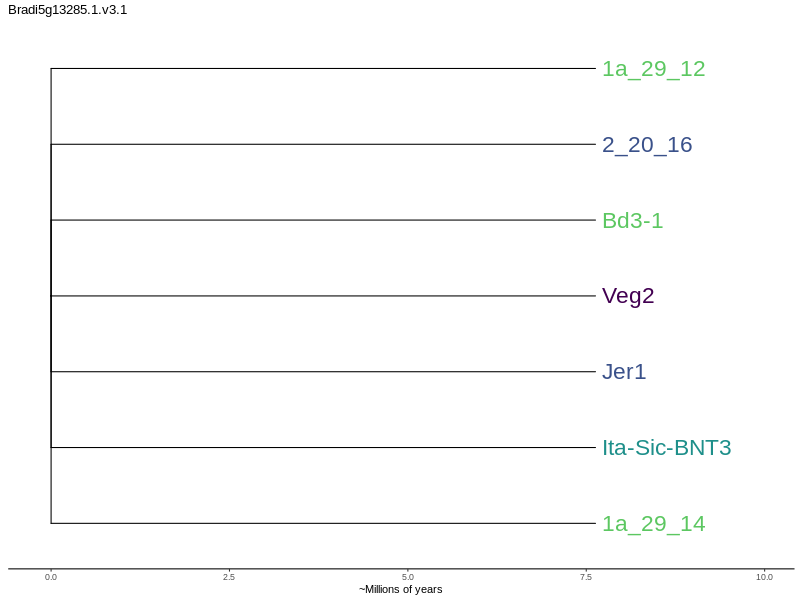 Bradi5g13285.1.v3.1
1a_29_12
2_20_16
Bd3-1
Veg2
Jer1
Ita-Sic-BNT3
1a_29_14
0.0 2.5 5.0 7.5 10.0
~Millions of years